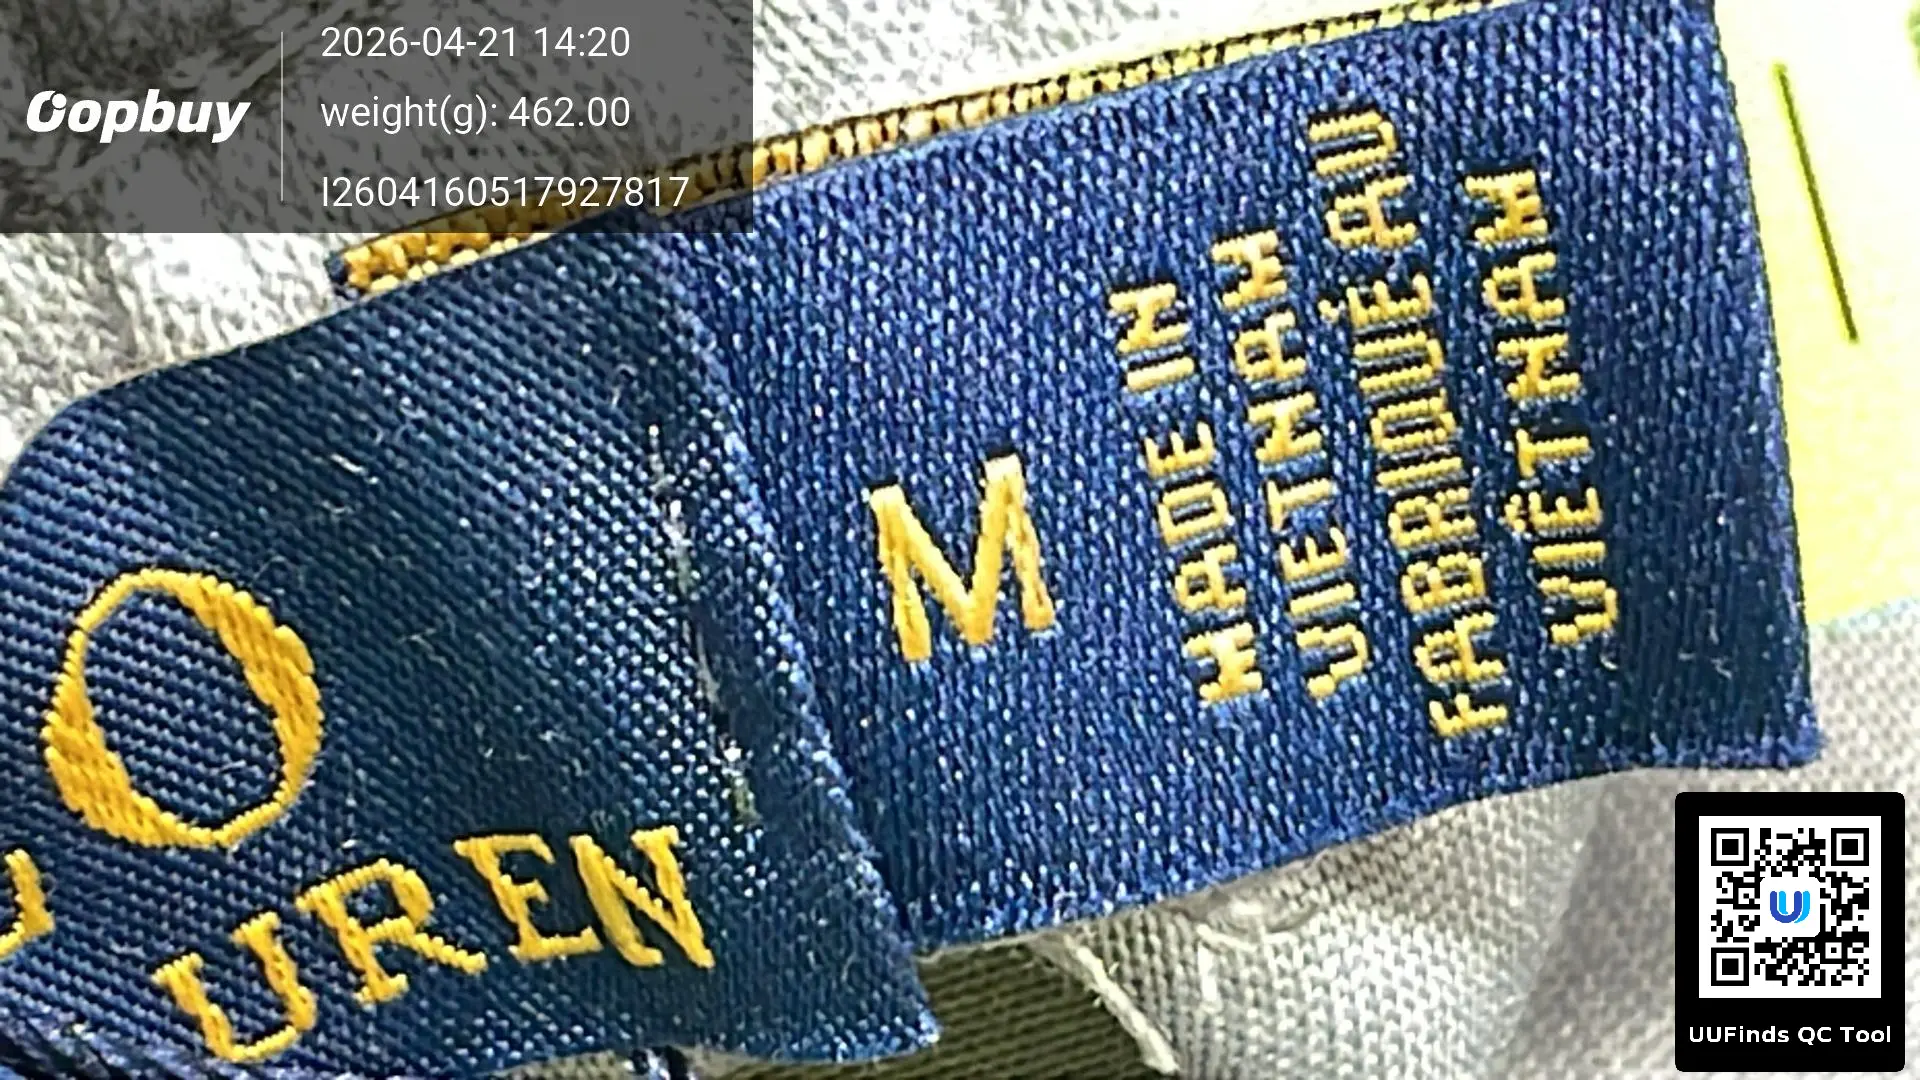 2026-04-21 14:20
oopbuy
weight(g): 462.00
I2604160517927817
O
UREN
M
MADE IN
VIETNAM
FABRIQUÉ AU
VIÊT NAM
UUFinds QC Tool